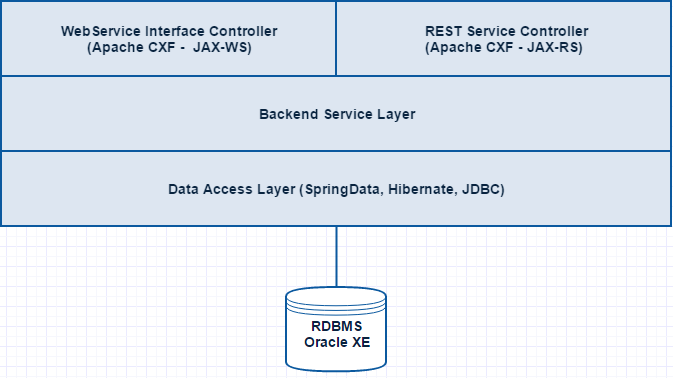 WebService Interface Controller
(Apache CXF - JAX-WS)
REST Service Controller
(Apache CXF - JAX-RS)
Backend Service Layer
Data Access Layer (SpringData, Hibernate, JDBC)
RDBMS
Oracle XE